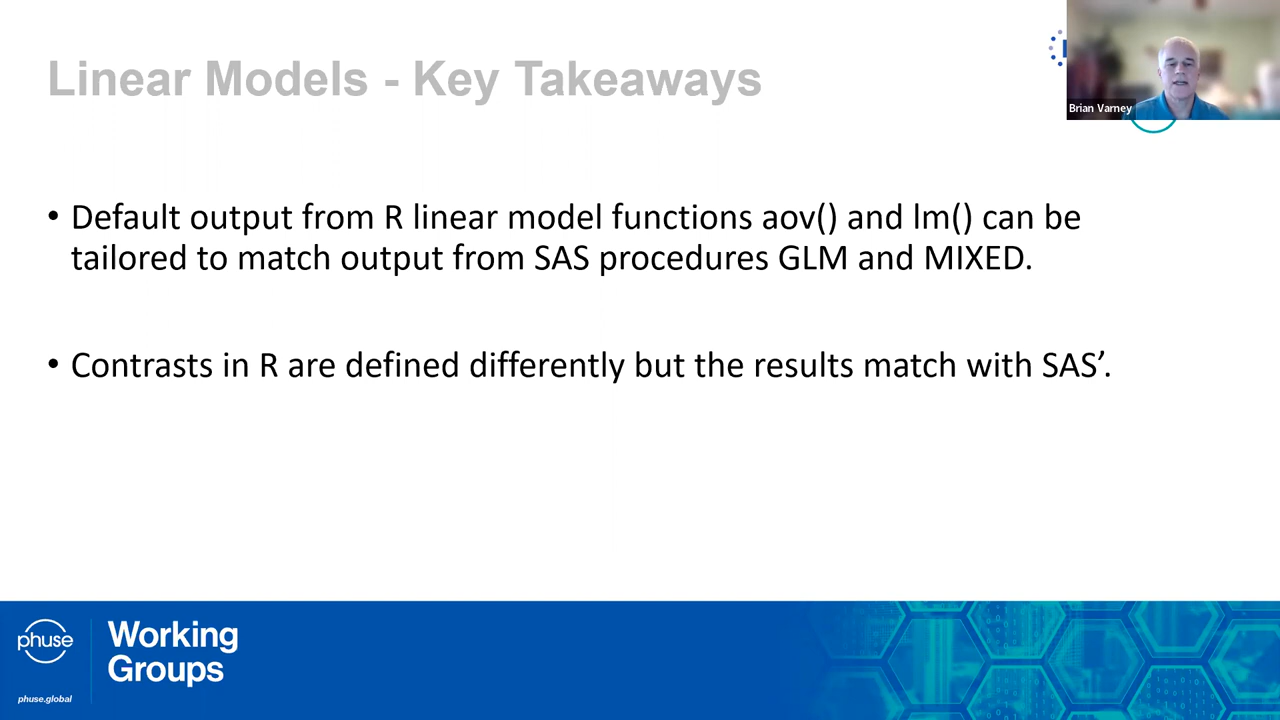 Linear Models - Key Takeaways
Brian Varney
• Default output from R linear model functions aov() and lm() can be
tailored to match output from SAS procedures GLM and MIXED.
• Contrasts in R are defined differently but the results match with SAS’.
phuse
Working
Groups
phuse.global